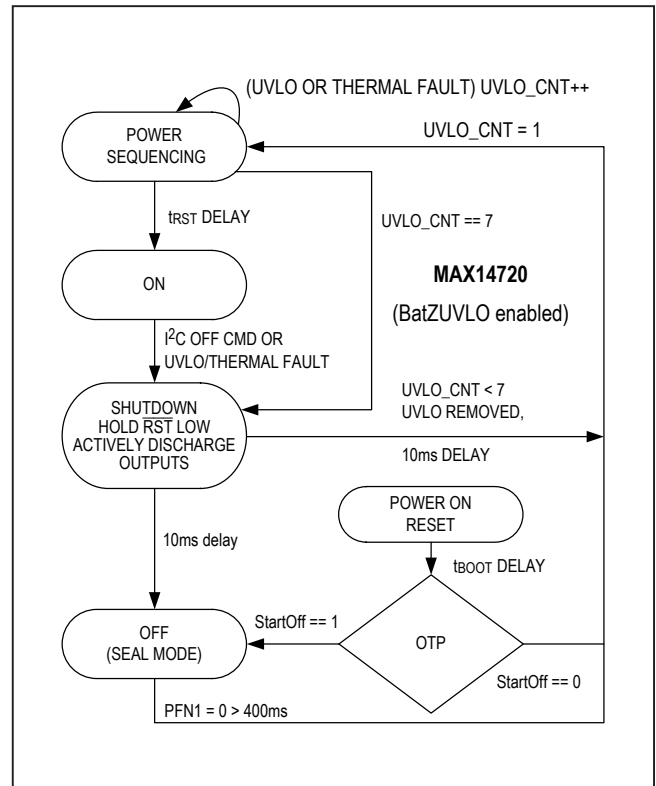 (UVLO OR THERMAL FAULT) UVLO_CNT++
POWER
SEQUENCING
UVLO_CNT = 1
tRST DELAY
UVLO_CNT == 7
ON
MAX14720
(BatZUVLO enabled)
I2C OFF CMD OR
UVLO/THERMAL FAULT
SHUTDOWN
HOLD R̅S̅T̅ LOW
ACTIVELY DISCHARGE
OUTPUTS
UVLO_CNT < 7
UVLO REMOVED,
10ms DELAY
POWER ON
RESET
10ms delay
tBOOT DELAY
OFF
(SEAL MODE)
StartOff == 1
OTP
StartOff == 0
PFN1 = 0 > 400ms